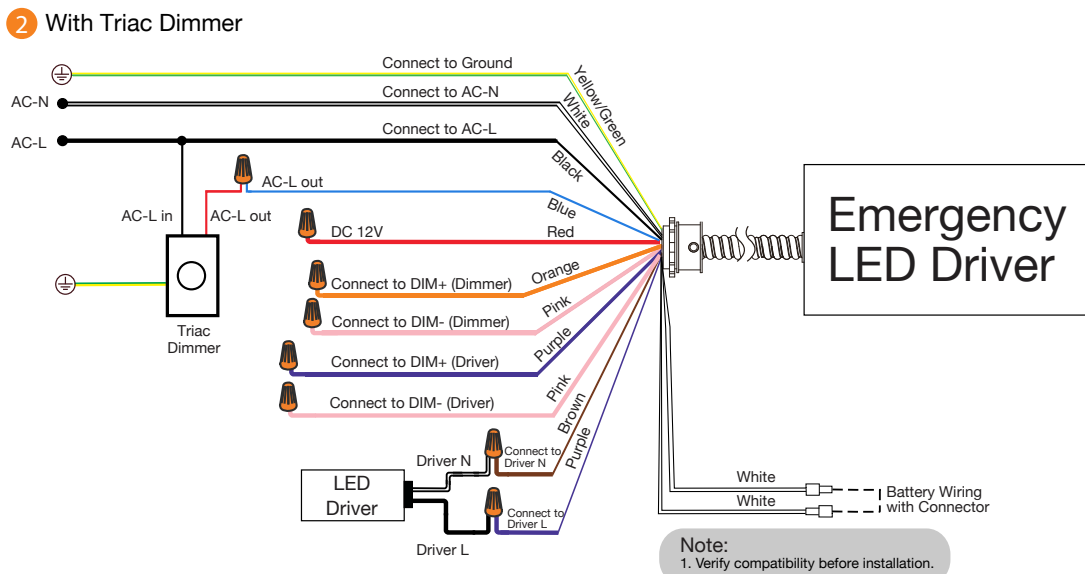 2 With Triac Dimmer
Connect to Ground
Yellow/Green
AC-N
Connect to AC-N
White
AC-L
Connect to AC-L
Black
AC-L out
Blue
AC-L in
AC-L out
DC 12V
Red
Emergency
LED Driver
Connect to DIM+ (Dimmer)
Orange
Connect to DIM- (Dimmer)
Pink
Triac
Dimmer
Connect to DIM+ (Driver)
Purple
Connect to DIM- (Driver)
Pink
Brown
Purple
LED
Driver
Driver N
Connect to
Driver N
Driver L
Connect to
Driver L
White
White
Battery Wiring
with Connector
Note:
1. Verify compatibility before installation.